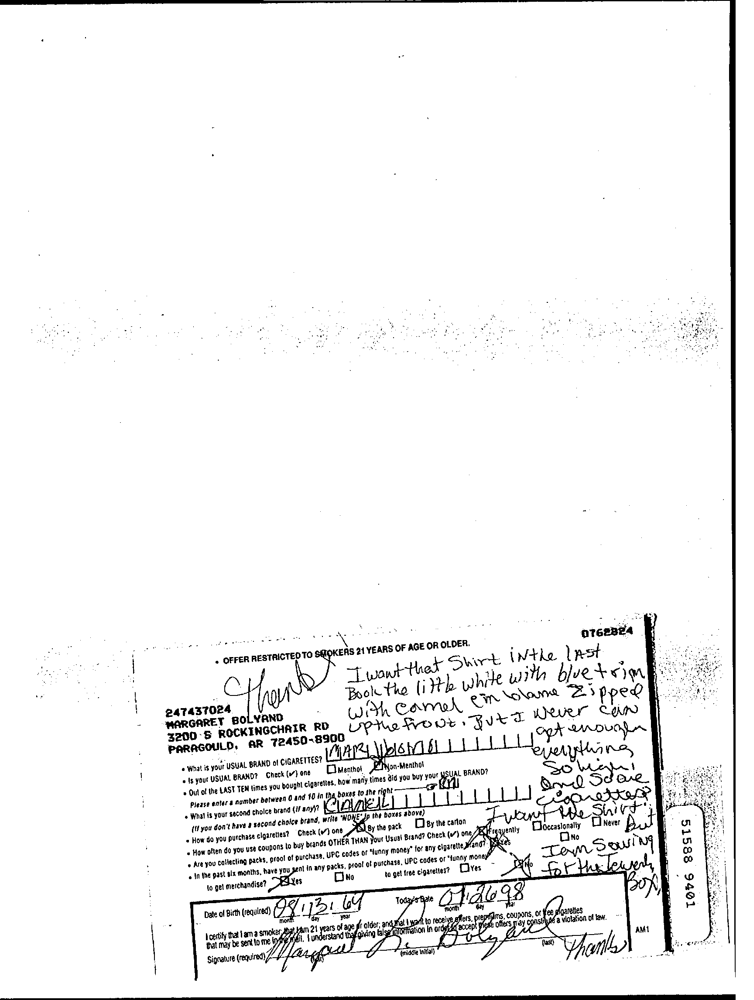 0762824
• OFFER RESTRICTED TO SMOKERS 21 YEARS OF AGE OR OLDER.
I want that Shirt in the last
Book the little white with blue trim
with Camel emblame Zipped
up the front, But I Never can
get enough
everything
So high,
and Save
Cigarettes
I want the Shirt,
But
I am Saving
for the
Box,
Thanks
247437024
MARGARET BOLYARD
3200 S ROCKINGCHAIR RD
PARAGOULD, AR 72450-8900
• What is your USUAL BRAND of CIGARETTES?
• Is your USUAL BRAND? Check (✓) one Menthol Non-Menthol
• Out of the LAST TEN times you bought cigarettes, how many times did you buy your USUAL BRAND?
Please enter a number between 0 and 10 in the boxes to the right
• What is your second choice brand (if any)? CAMEL
(If you don't have a second choice brand, write "NONE" in the boxes above)
• How do you purchase cigarettes? Check (✓) one By the pack By the carton
• How often do you use coupons to buy brands OTHER THAN your Usual Brand? Check (✓) one Frequently Occasionally Never
• Are you collecting packs, proof of purchase, UPC codes or "funny money" for any cigarette brand? Yes No
• In the past six months, have you sent in any packs, proof of purchase, UPC codes or "funny money"
to get merchandise? Yes No to get free cigarettes? Yes No
Date of Birth (required) 08 13 64 Today's Date 01 26 98
month day year month day year
I certify that I am a smoker, that I am 21 years of age or older, and that I want to receive offers, premiums, coupons, or free cigarettes
that may be sent to me in the mail. I understand that giving false information in order to accept these offers may constitute a violation of law.
Signature (required) Margaret Bolyard
(middle initial) (last)
Thanks
AM1
51588 9401